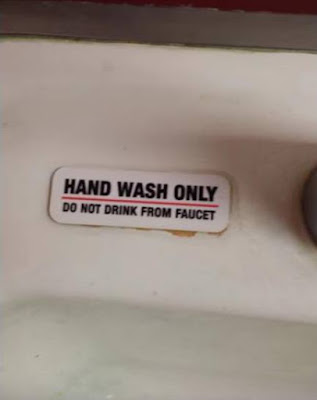 HAND WASH ONLY
DO NOT DRINK FROM FAUCET